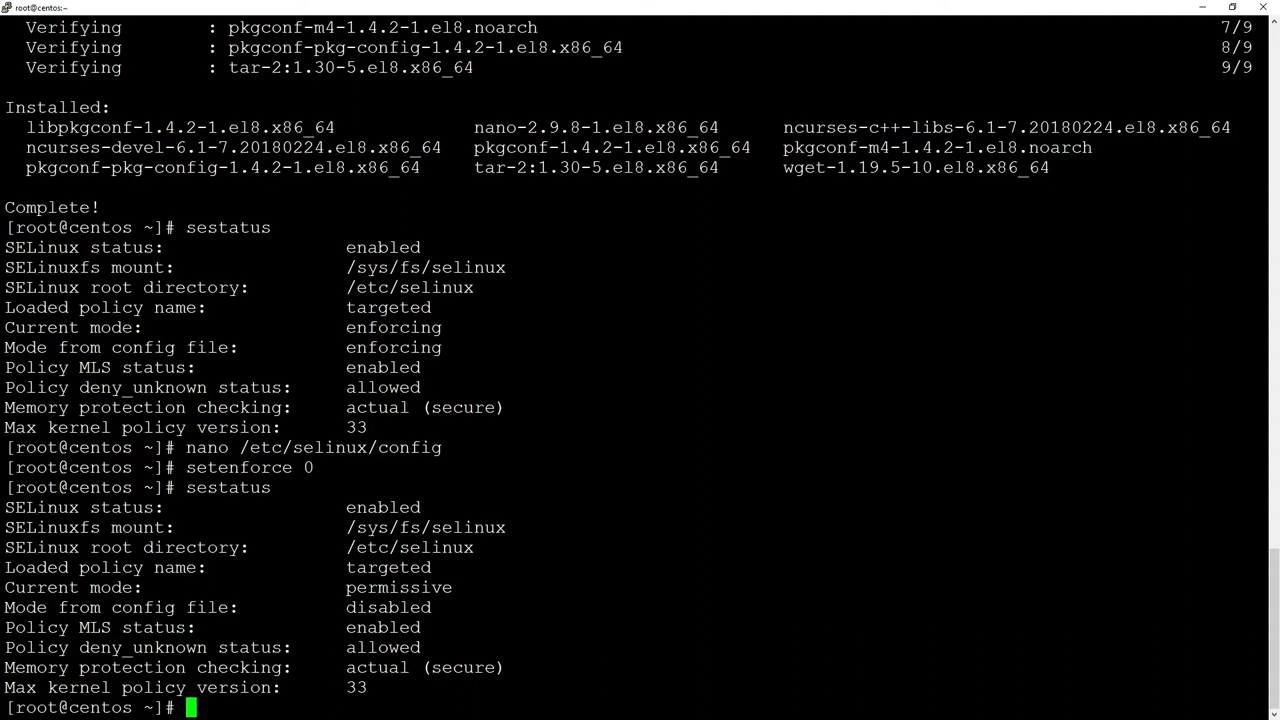 root@centos:~
Verifying : pkgconf-m4-1.4.2-1.el8.noarch 7/9
Verifying : pkgconf-pkg-config-1.4.2-1.el8.x86_64 8/9
Verifying : tar-2:1.30-5.el8.x86_64 9/9
Installed:
libpkgconf-1.4.2-1.el8.x86_64 nano-2.9.8-1.el8.x86_64 ncurses-c++-libs-6.1-7.20180224.el8.x86_64
ncurses-devel-6.1-7.20180224.el8.x86_64 pkgconf-1.4.2-1.el8.x86_64 pkgconf-m4-1.4.2-1.el8.noarch
pkgconf-pkg-config-1.4.2-1.el8.x86_64 tar-2:1.30-5.el8.x86_64 wget-1.19.5-10.el8.x86_64
Complete!
[root@centos ~]# sestatus
SELinux status: enabled
SELinuxfs mount: /sys/fs/selinux
SELinux root directory: /etc/selinux
Loaded policy name: targeted
Current mode: enforcing
Mode from config file: enforcing
Policy MLS status: enabled
Policy deny_unknown status: allowed
Memory protection checking: actual (secure)
Max kernel policy version: 33
[root@centos ~]# nano /etc/selinux/config
[root@centos ~]# setenforce 0
[root@centos ~]# sestatus
SELinux status: enabled
SELinuxfs mount: /sys/fs/selinux
SELinux root directory: /etc/selinux
Loaded policy name: targeted
Current mode: permissive
Mode from config file: disabled
Policy MLS status: enabled
Policy deny_unknown status: allowed
Memory protection checking: actual (secure)
Max kernel policy version: 33
[root@centos ~]#